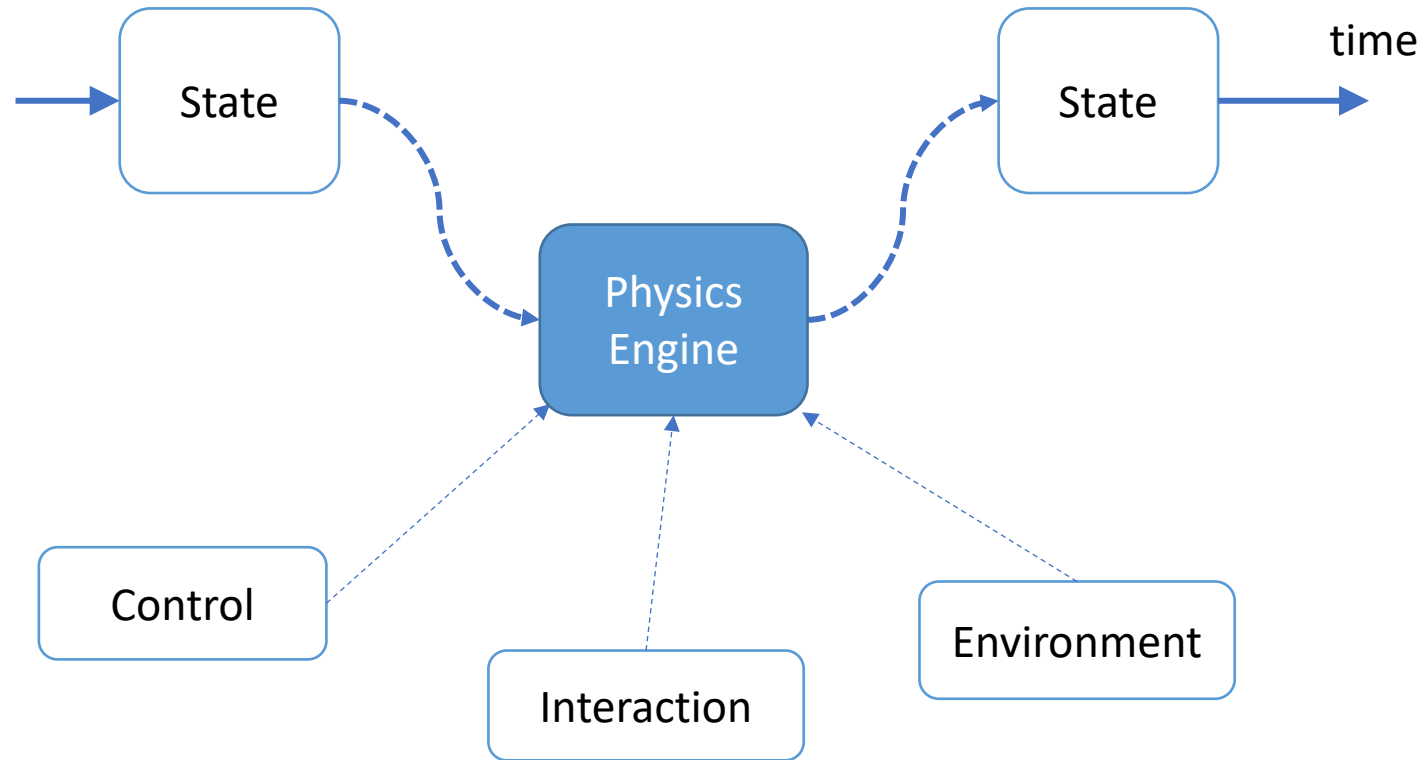 State
State
time
Physics
Engine
Control
Interaction
Environment